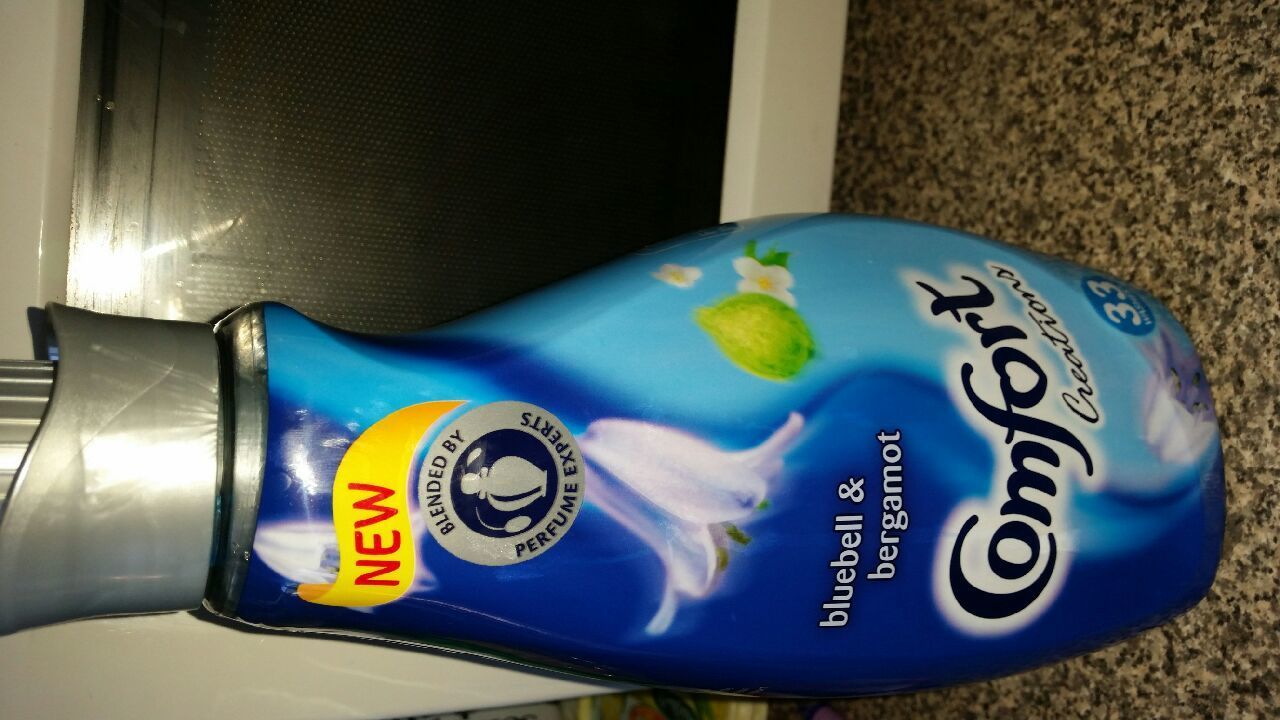 NEW
BLENDED BY
PERFUME EXPERTS
bluebell &
bergamot
Comfort
Creations
33